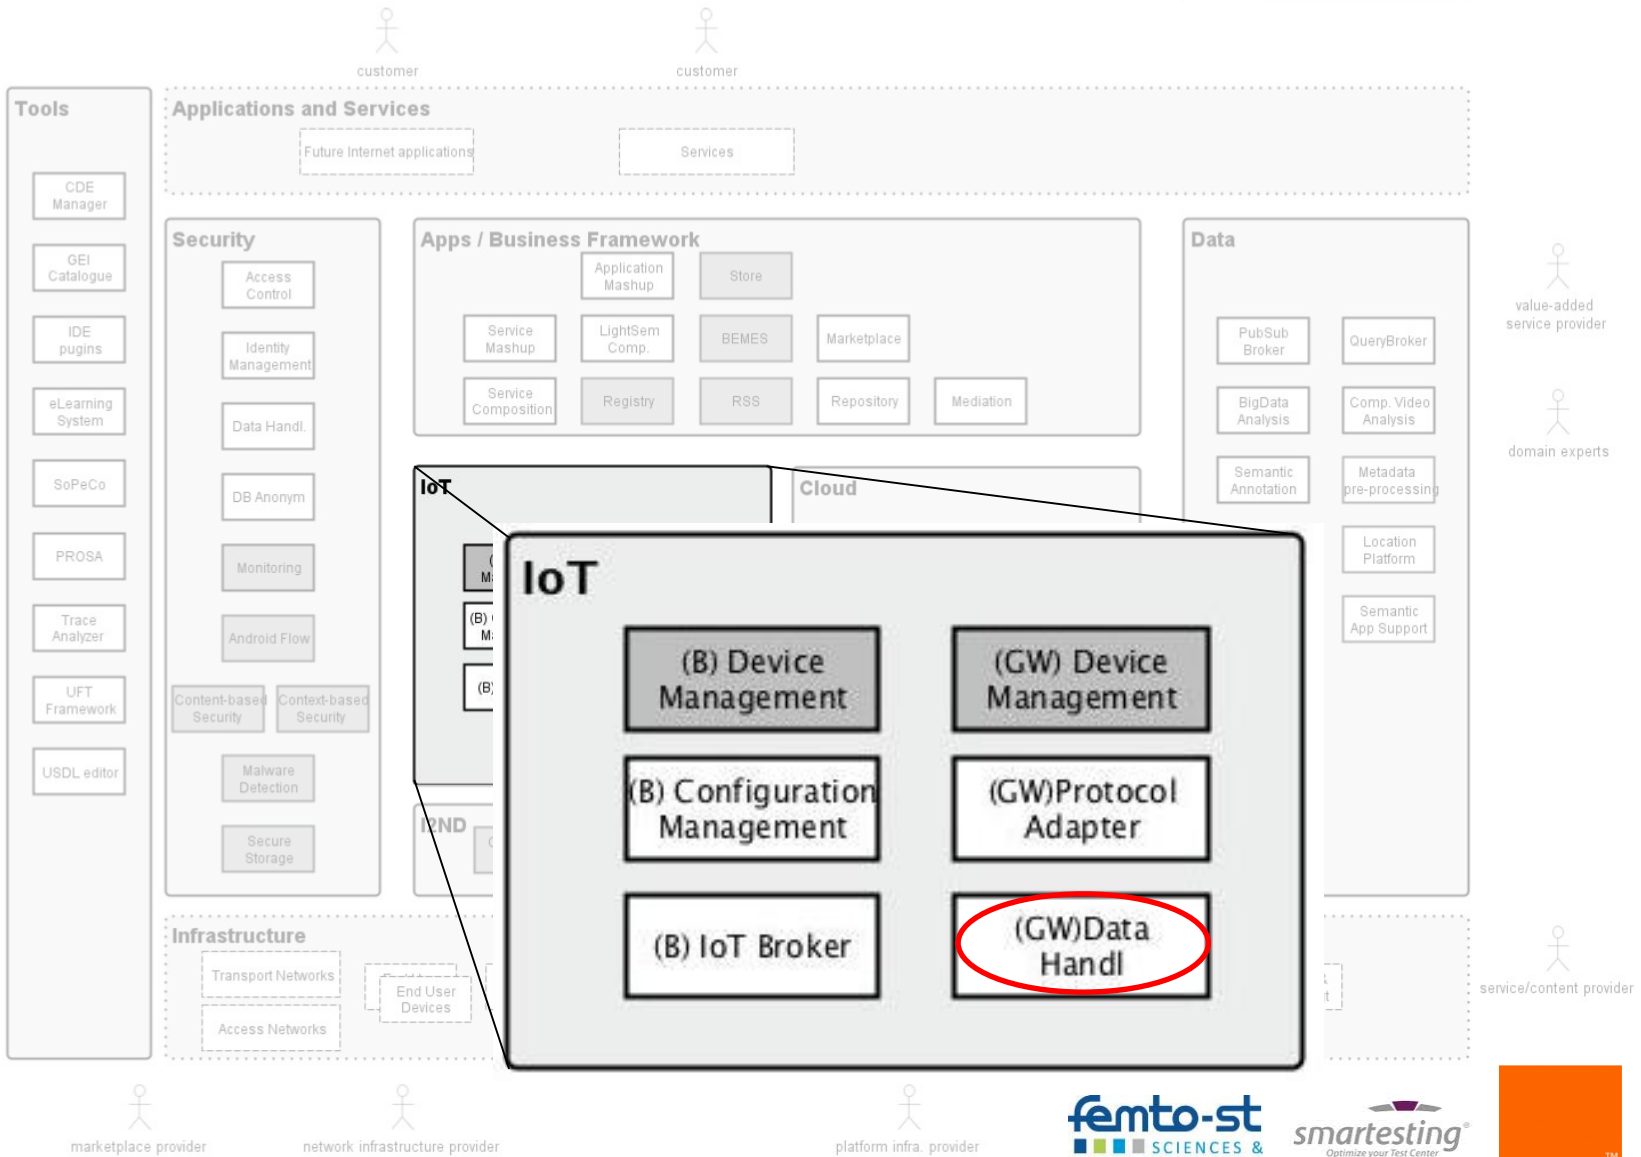 customer
customer
Tools
CDE
Manager
GEI
Catalogue
IDE
pugins
eLearning
System
SoPeCo
PROSA
Trace
Analyzer
UFT
Framework
USDL editor
Applications and Services
Future Internet applications
Services
Security
Access
Control
Identity
Management
Data Handl.
DB Anonym
Monitoring
Android Flow
Content-based
Security
Context-based
Security
Malware
Detection
Secure
Storage
Apps / Business Framework
Application
Mashup
Store
Service
Mashup
LightSem
Comp.
BEMES
Marketplace
Service
Composition
Registry
RSS
Repository
Mediation
Data
PubSub
Broker
QueryBroker
BigData
Analysis
Comp. Video
Analysis
Semantic
Annotation
Metadata
pre-processing
Location
Platform
Semantic
App Support
value-added
service provider
domain experts
service/content provider
IoT
(B)
(B)
Cloud
I2ND
IoT
(B) Device
Management
(GW) Device
Management
(B) Configuration
Management
(GW)Protocol
Adapter
(B) IoT Broker
(GW)Data
Handl
Infrastructure
Transport Networks
Access Networks
End User
Devices
marketplace provider
network infrastructure provider
platform infra. provider
femto-st
SCIENCES &
smartesting®
Optimize your Test Center
TM